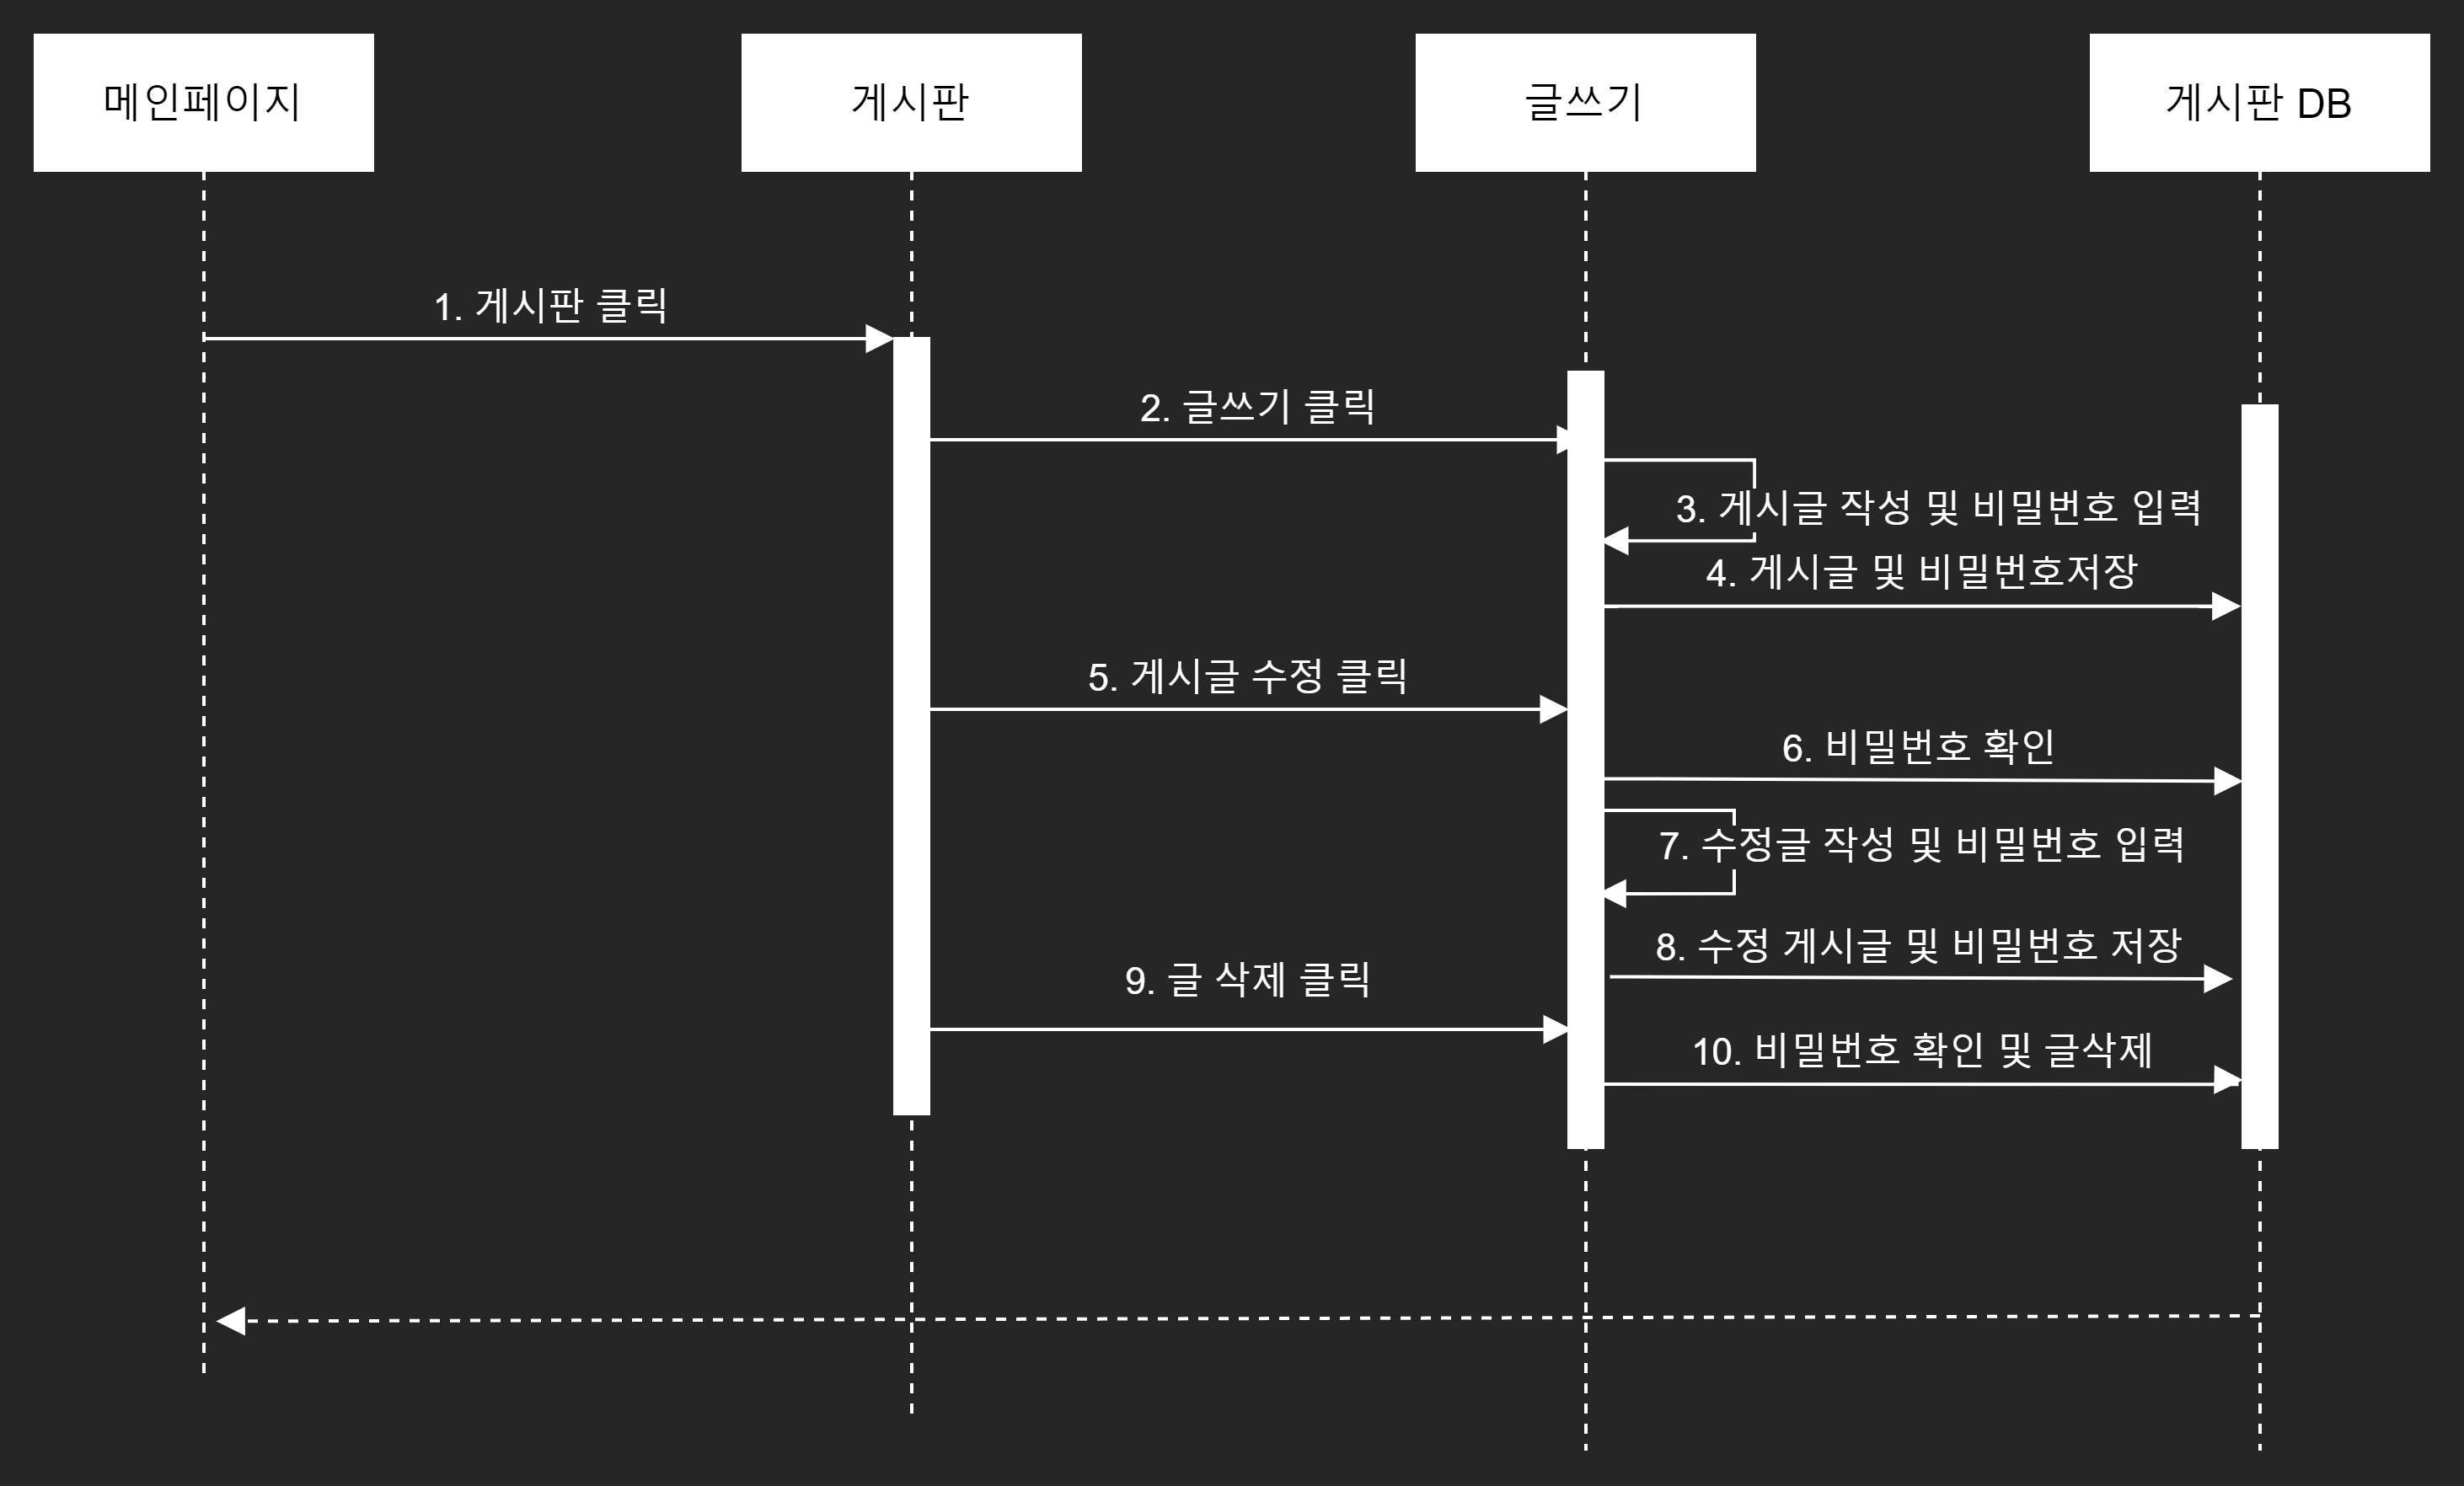 메인페이지
게시판
글쓰기
게시판 DB
1. 게시판 클릭
2. 글쓰기 클릭
3. 게시글 작성 및 비밀번호 입력
4. 게시글 및 비밀번호저장
5. 게시글 수정 클릭
6. 비밀번호 확인
7. 수정글 작성 및 비밀번호 입력
8. 수정 게시글 및 비밀번호 저장
9. 글 삭제 클릭
10. 비밀번호 확인 및 글삭제